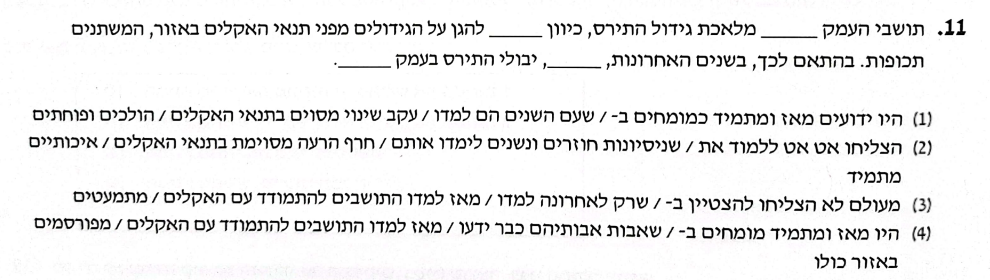 11. תושבי העמק ______ מלאכת גידול התירס, כיוון ______ להגן על הגידולים מפני תנאי האקלים באזור, המשתנים
תכופות. בהתאם לכך, בשנים האחרונות, ______, יבולי התירס בעמק ______.
(1) היו ידועים מאז ומתמיד כמומחים ב- / שעם השנים הם למדו / עקב שינוי מסוים בתנאי האקלים / הולכים ופוחתים
(2) הצליחו אט אט ללמוד את / שניסיונות חוזרים ונשנים לימדו אותם / חרף הרעה מסוימת בתנאי האקלים / איכותיים
מתמיד
(3) מעולם לא הצליחו להצטיין ב- / שרק לאחרונה למדו / מאז למדו התושבים להתמודד עם האקלים / מתמעטים
(4) היו מאז ומתמיד מומחים ב- / שאבות אבותיהם כבר ידעו / מאז למדו התושבים להתמודד עם האקלים / מפורסמים
באזור כולו